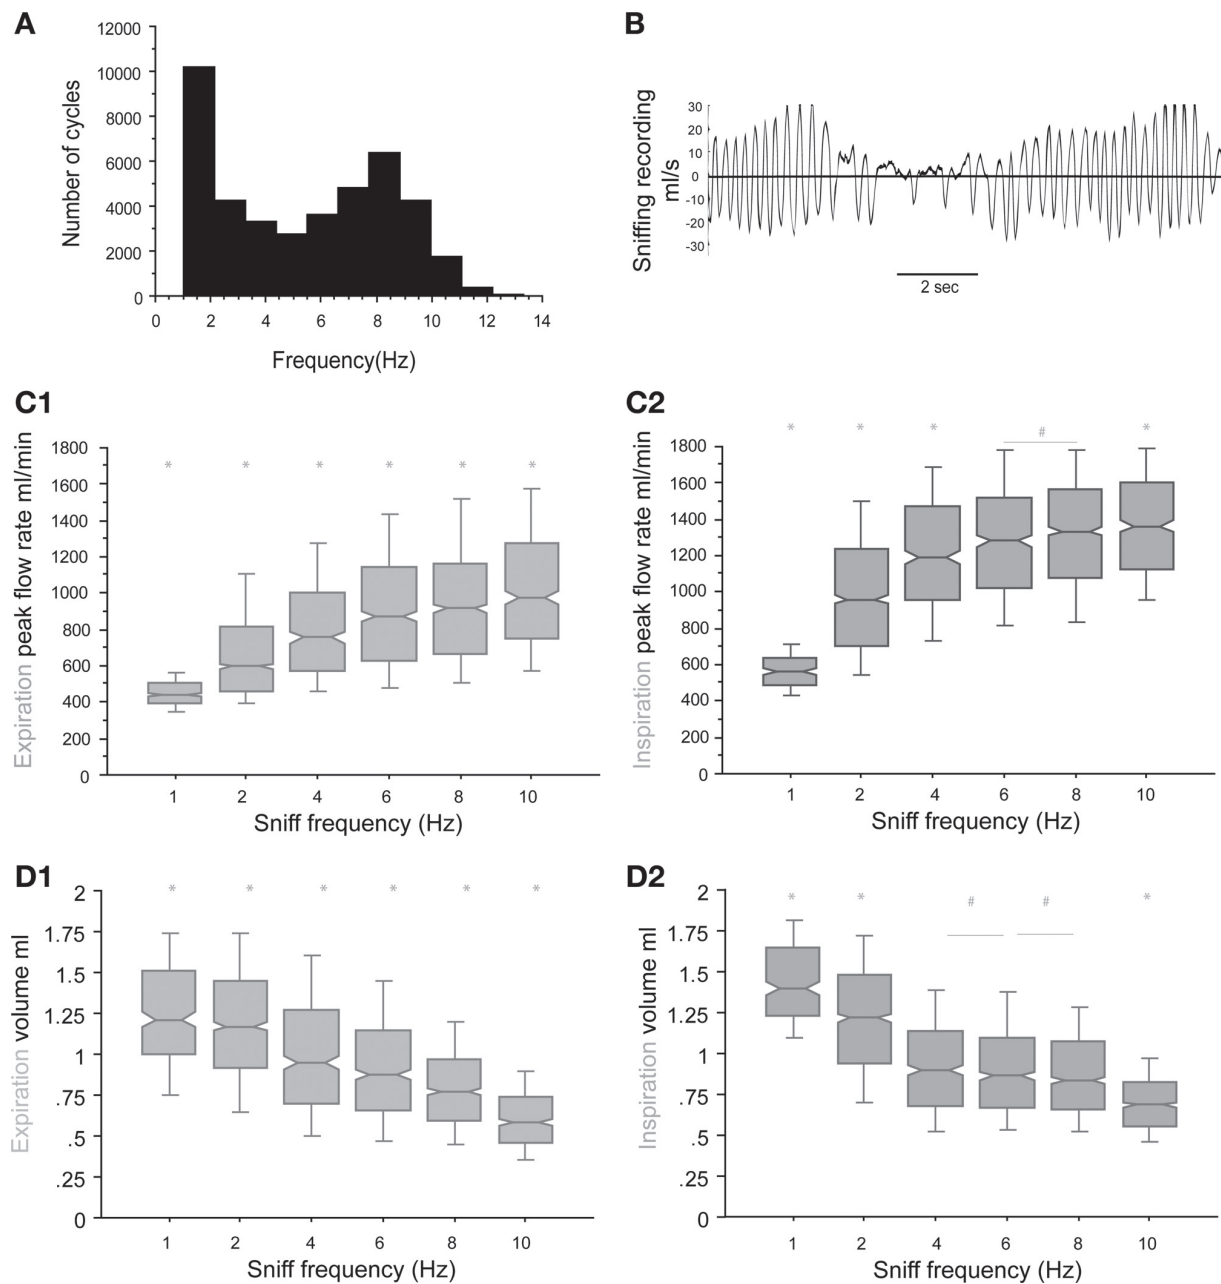 A
12000
10000
8000
6000
4000
2000
0
Number of cycles
0 2 4 6 8 10 12 14
Frequency(Hz)
B
Sniffing recording
ml/s
30
20
10
0
-10
-20
-30
2 sec
C1
Expiration peak flow rate ml/min
1800
1600
1400
1200
1000
800
600
400
200
0
* * * * * *
1 2 4 6 8 10
Sniff frequency (Hz)
C2
Inspiration peak flow rate ml/min
1800
1600
1400
1200
1000
800
600
400
200
0
* * * # *
1 2 4 6 8 10
Sniff frequency (Hz)
D1
Expiration volume ml
2
1.75
1.5
1.25
1
.75
.5
.25
0
* * * * * *
1 2 4 6 8 10
Sniff frequency (Hz)
D2
Inspiration volume ml
2
1.75
1.5
1.25
1
.75
.5
.25
0
* * # # *
1 2 4 6 8 10
Sniff frequency (Hz)